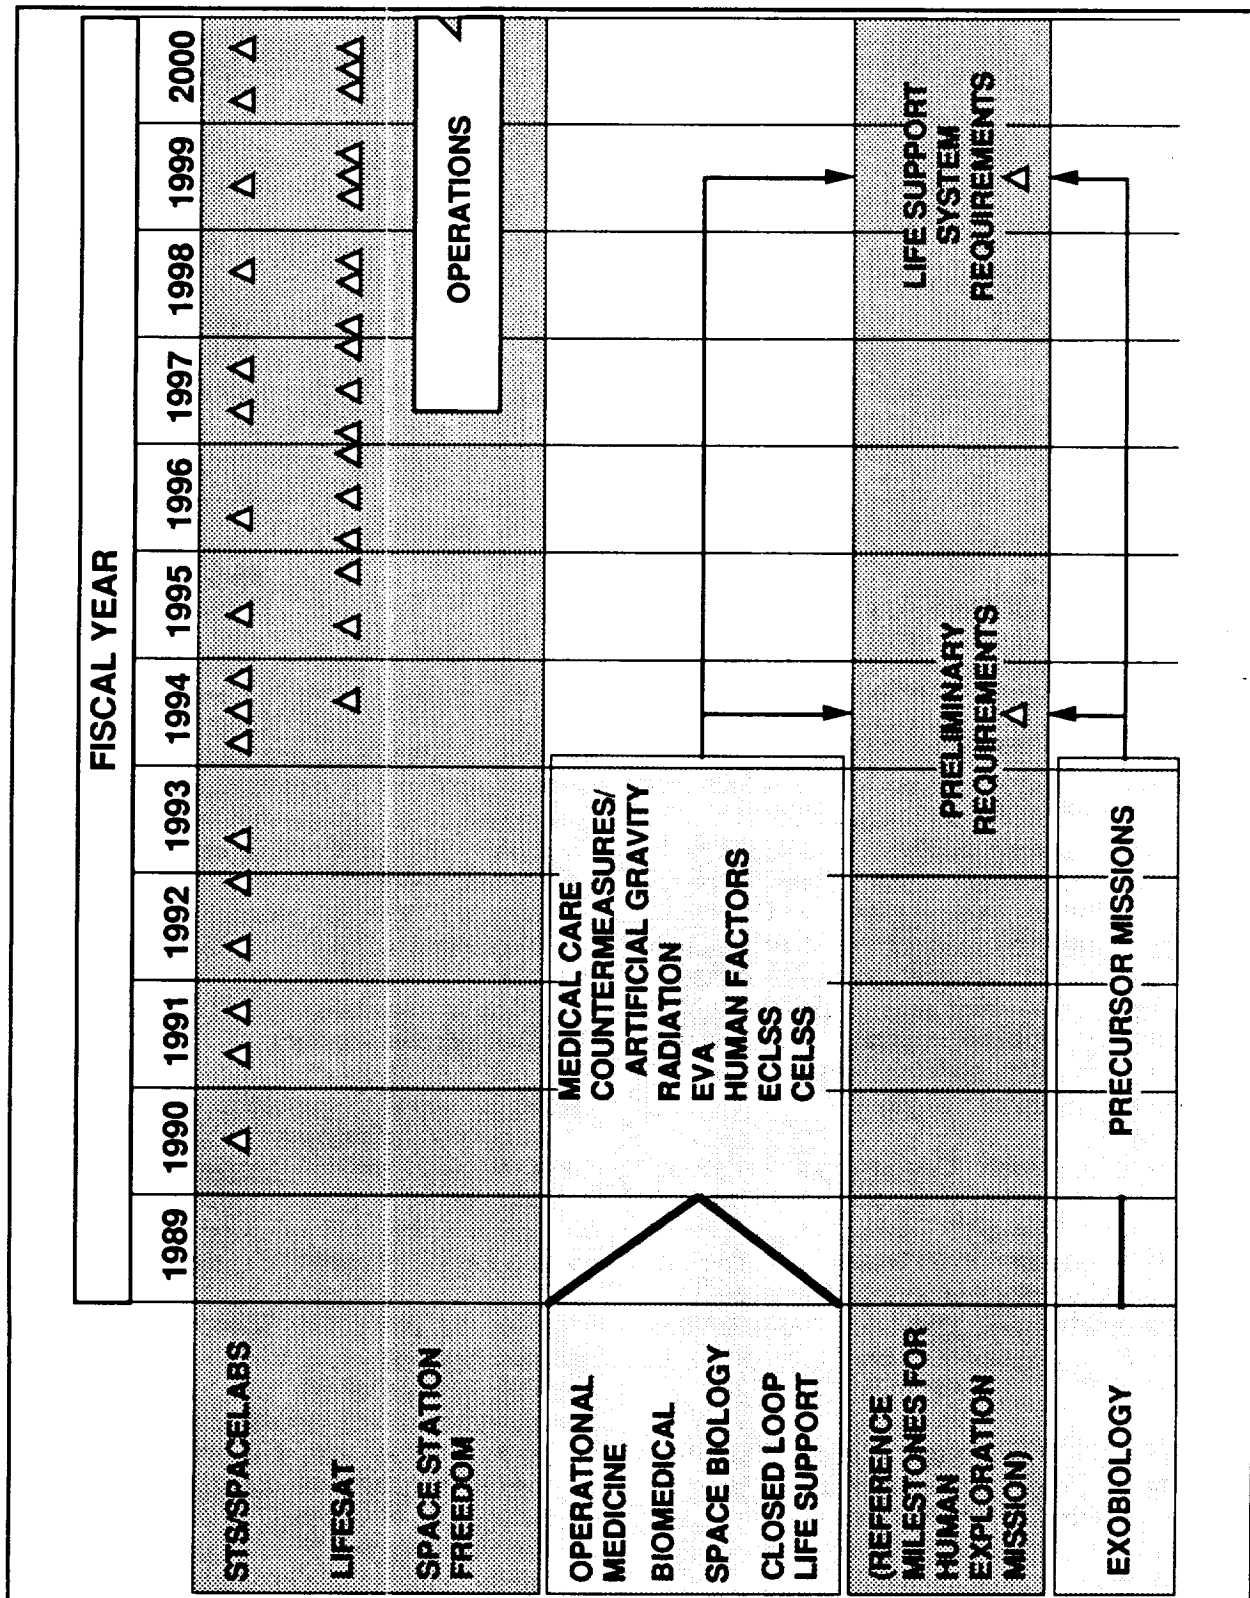 FISCAL YEAR
1989 1990 1991 1992 1993 1994 1995 1996 1997 1998 1999 2000
STS/SPACELABS
LIFESAT
SPACE STATION
FREEDOM
OPERATIONS
OPERATIONAL
MEDICINE
BIOMEDICAL
SPACE BIOLOGY
CLOSED LOOP
LIFE SUPPORT
MEDICAL CARE
COUNTERMEASURES/
ARTIFICIAL GRAVITY
RADIATION
EVA
HUMAN FACTORS
ECLSS
CELSS
(REFERENCE
MILESTONES FOR
HUMAN
EXPLORATION
MISSION)
PRELIMINARY
REQUIREMENTS
LIFE SUPPORT
SYSTEM
REQUIREMENTS
EXOBIOLOGY
PRECURSOR MISSIONS